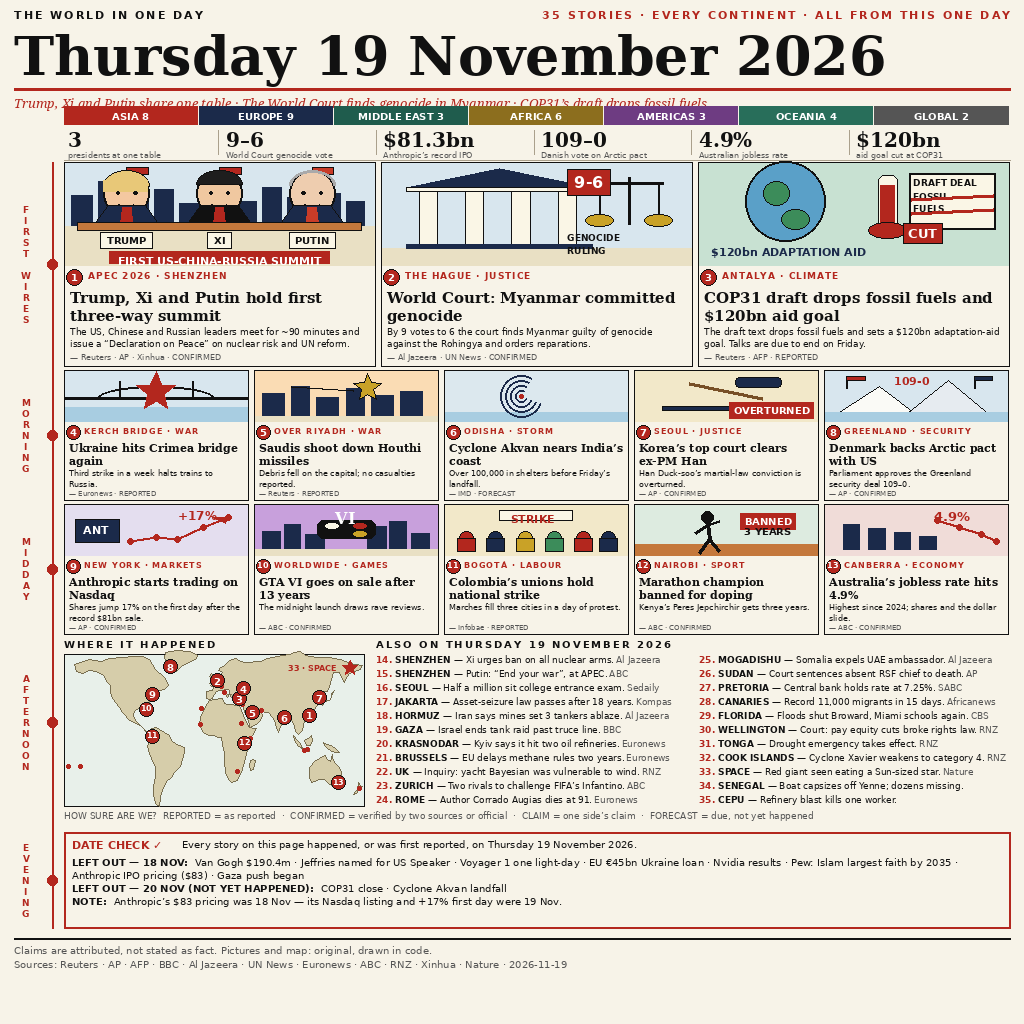 THE WORLD IN ONE DAY
35 STORIES · EVERY CONTINENT · ALL FROM THIS ONE DAY
Thursday 19 November 2026
Trump, Xi and Putin share one table · The World Court finds genocide in Myanmar · COP31's draft drops fossil fuels
ASIA 8
EUROPE 9
MIDDLE EAST 3
AFRICA 6
AMERICAS 3
OCEANIA 4
GLOBAL 2
3
presidents at one table
9–6
World Court genocide vote
$81.3bn
Anthropic's record IPO
109–0
Danish vote on Arctic pact
4.9%
Australian jobless rate
$120bn
aid goal cut at COP31
FIRST WIRES
TRUMP
XI
PUTIN
FIRST US-CHINA-RUSSIA SUMMIT
1 APEC 2026 · SHENZHEN
Trump, Xi and Putin hold first
three-way summit
The US, Chinese and Russian leaders meet for ~90 minutes and
issue a “Declaration on Peace” on nuclear risk and UN reform.
— Reuters · AP · Xinhua · CONFIRMED
9-6
GENOCIDE
RULING
2 THE HAGUE · JUSTICE
World Court: Myanmar committed
genocide
By 9 votes to 6 the court finds Myanmar guilty of genocide
against the Rohingya and orders reparations.
— Al Jazeera · UN News · CONFIRMED
DRAFT DEAL
FOSSIL
FUELS
CUT
$120bn ADAPTATION AID
3 ANTALYA · CLIMATE
COP31 draft drops fossil fuels and
$120bn aid goal
The draft text drops fossil fuels and sets a $120bn adaptation-aid
goal. Talks are due to end on Friday.
— Reuters · AFP · REPORTED
MORNING
4 KERCH BRIDGE · WAR
Ukraine hits Crimea bridge
again
Third strike in a week halts trains to
Russia.
— Euronews · REPORTED
5 OVER RIYADH · WAR
Saudis shoot down Houthi
missiles
Debris fell on the capital; no casualties
reported.
— Reuters · REPORTED
6 ODISHA · STORM
Cyclone Akvan nears India's
coast
Over 100,000 in shelters before Friday's
landfall.
— IMD · FORECAST
OVERTURNED
7 SEOUL · JUSTICE
Korea's top court clears
ex-PM Han
Han Duck-soo's martial-law conviction is
overturned.
— AP · CONFIRMED
109-0
8 GREENLAND · SECURITY
Denmark backs Arctic pact
with US
Parliament approves the Greenland
security deal 109–0.
— AP · CONFIRMED
MIDDAY
ANT
+17%
9 NEW YORK · MARKETS
Anthropic starts trading on
Nasdaq
Shares jump 17% on the first day after the
record $81bn sale.
— AP · CONFIRMED
VI
10 WORLDWIDE · GAMES
GTA VI goes on sale after
13 years
The midnight launch draws rave reviews.
— ABC · CONFIRMED
STRIKE
11 BOGOTÁ · LABOUR
Colombia's unions hold
national strike
Marches fill three cities in a day of protest.
— Infobae · REPORTED
BANNED
3 YEARS
12 NAIROBI · SPORT
Marathon champion
banned for doping
Kenya's Peres Jepchirchir gets three years.
— ABC · CONFIRMED
4.9%
13 CANBERRA · ECONOMY
Australia's jobless rate hits
4.9%
Highest since 2024; shares and the dollar
slide.
— ABC · CONFIRMED
AFTERNOON
WHERE IT HAPPENED
33 · SPACE
8
2
4
9
3
7
10
5
6
1
11
12
13
ALSO ON THURSDAY 19 NOVEMBER 2026
14. SHENZHEN — Xi urges ban on all nuclear arms. Al Jazeera
15. SHENZHEN — Putin: “End your war”, at APEC. ABC
16. SEOUL — Half a million sit college entrance exam. Sedaily
17. JAKARTA — Asset-seizure law passes after 18 years. Kompas
18. HORMUZ — Iran says mines set 3 tankers ablaze. Al Jazeera
19. GAZA — Israel ends tank raid past truce line. BBC
20. KRASNODAR — Kyiv says it hit two oil refineries. Euronews
21. BRUSSELS — EU delays methane rules two years. Euronews
22. UK — Inquiry: yacht Bayesian was vulnerable to wind. RNZ
23. ZURICH — Two rivals to challenge FIFA's Infantino. ABC
24. ROME — Author Corrado Augias dies at 91. Euronews
25. MOGADISHU — Somalia expels UAE ambassador. Al Jazeera
26. SUDAN — Court sentences absent RSF chief to death. AP
27. PRETORIA — Central bank holds rate at 7.25%. SABC
28. CANARIES — Record 11,000 migrants in 15 days. Africanews
29. FLORIDA — Floods shut Broward, Miami schools again. CBS
30. WELLINGTON — Court: pay equity cuts broke rights law. RNZ
31. TONGA — Drought emergency takes effect. RNZ
32. COOK ISLANDS — Cyclone Xavier weakens to category 4. RNZ
33. SPACE — Red giant seen eating a Sun-sized star. Nature
34. SENEGAL — Boat capsizes off Yenne; dozens missing.
35. CEPU — Refinery blast kills one worker.
HOW SURE ARE WE? REPORTED = as reported · CONFIRMED = verified by two sources or official · CLAIM = one side's claim · FORECAST = due, not yet happened
EVENING
DATE CHECK ✓ Every story on this page happened, or was first reported, on Thursday 19 November 2026.
LEFT OUT — 18 NOV: Van Gogh $190.4m · Jeffries named for US Speaker · Voyager 1 one light-day · EU €45bn Ukraine loan · Nvidia results · Pew: Islam largest faith by 2035 ·
Anthropic IPO pricing ($83) · Gaza push began
LEFT OUT — 20 NOV (NOT YET HAPPENED): COP31 close · Cyclone Akvan landfall
NOTE: Anthropic's $83 pricing was 18 Nov — its Nasdaq listing and +17% first day were 19 Nov.
Claims are attributed, not stated as fact. Pictures and map: original, drawn in code.
Sources: Reuters · AP · AFP · BBC · Al Jazeera · UN News · Euronews · ABC · RNZ · Xinhua · Nature · 2026-11-19